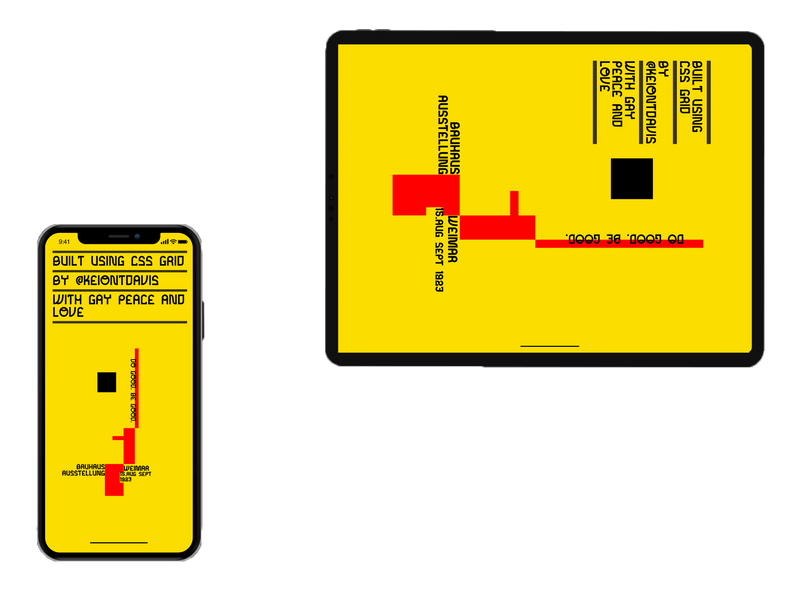 9:41
BUILT USING CSS GRID
BY @KEIONTDAVIS
WITH GAY PEACE AND
LOVE
DO GOOD. BE GOOD.
BAUHAUS
AUSSTELLUNG
WEIMAR
15.AUG SEPT
1923
BUILT USING
CSS GRID
BY
@KEIONTDAVIS
WITH GAY
PEACE AND
LOVE
BAUHAUS
AUSSTELLUNG
WEIMAR
15.AUG SEPT 1923
DO GOOD. BE GOOD.